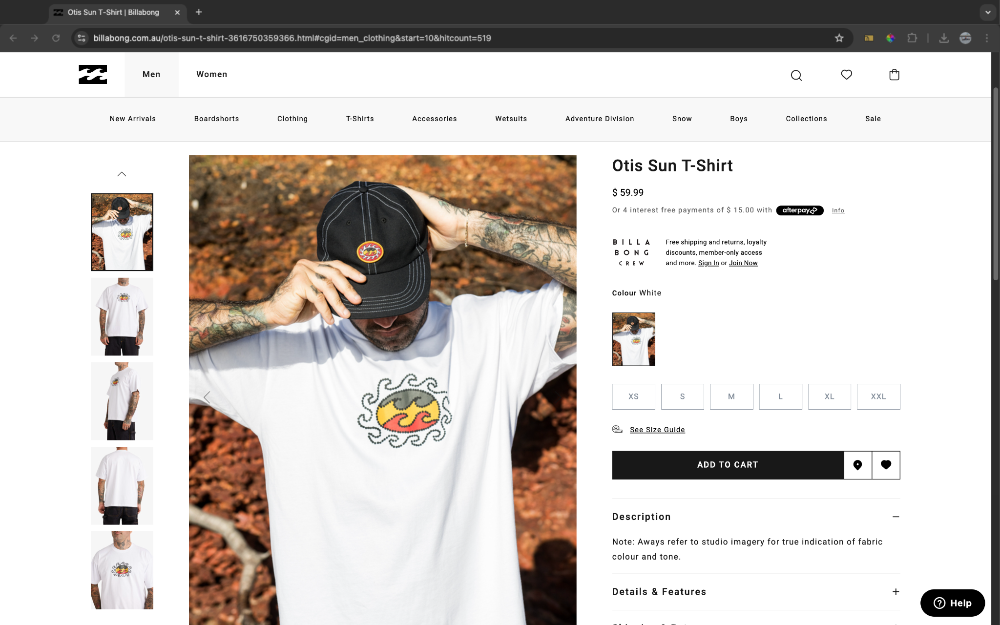 Otis Sun T-Shirt | Billabong
billabong.com.au/otis-sun-t-shirt-3616750359366.html#cgid=men_clothing&start=10&hitcount=519
Men
Women
New Arrivals
Boardshorts
Clothing
T-Shirts
Accessories
Wetsuits
Adventure Division
Snow
Boys
Collections
Sale
Otis Sun T-Shirt
$ 59.99
Or 4 interest free payments of $ 15.00 with afterpay Info
BILLA
BONG
CREW
Free shipping and returns, loyalty
discounts, member-only access
and more. Sign In or Join Now
Colour White
XS
S
M
L
XL
XXL
See Size Guide
ADD TO CART
Description
Note: Aways refer to studio imagery for true indication of fabric
colour and tone.
Details & Features
Help